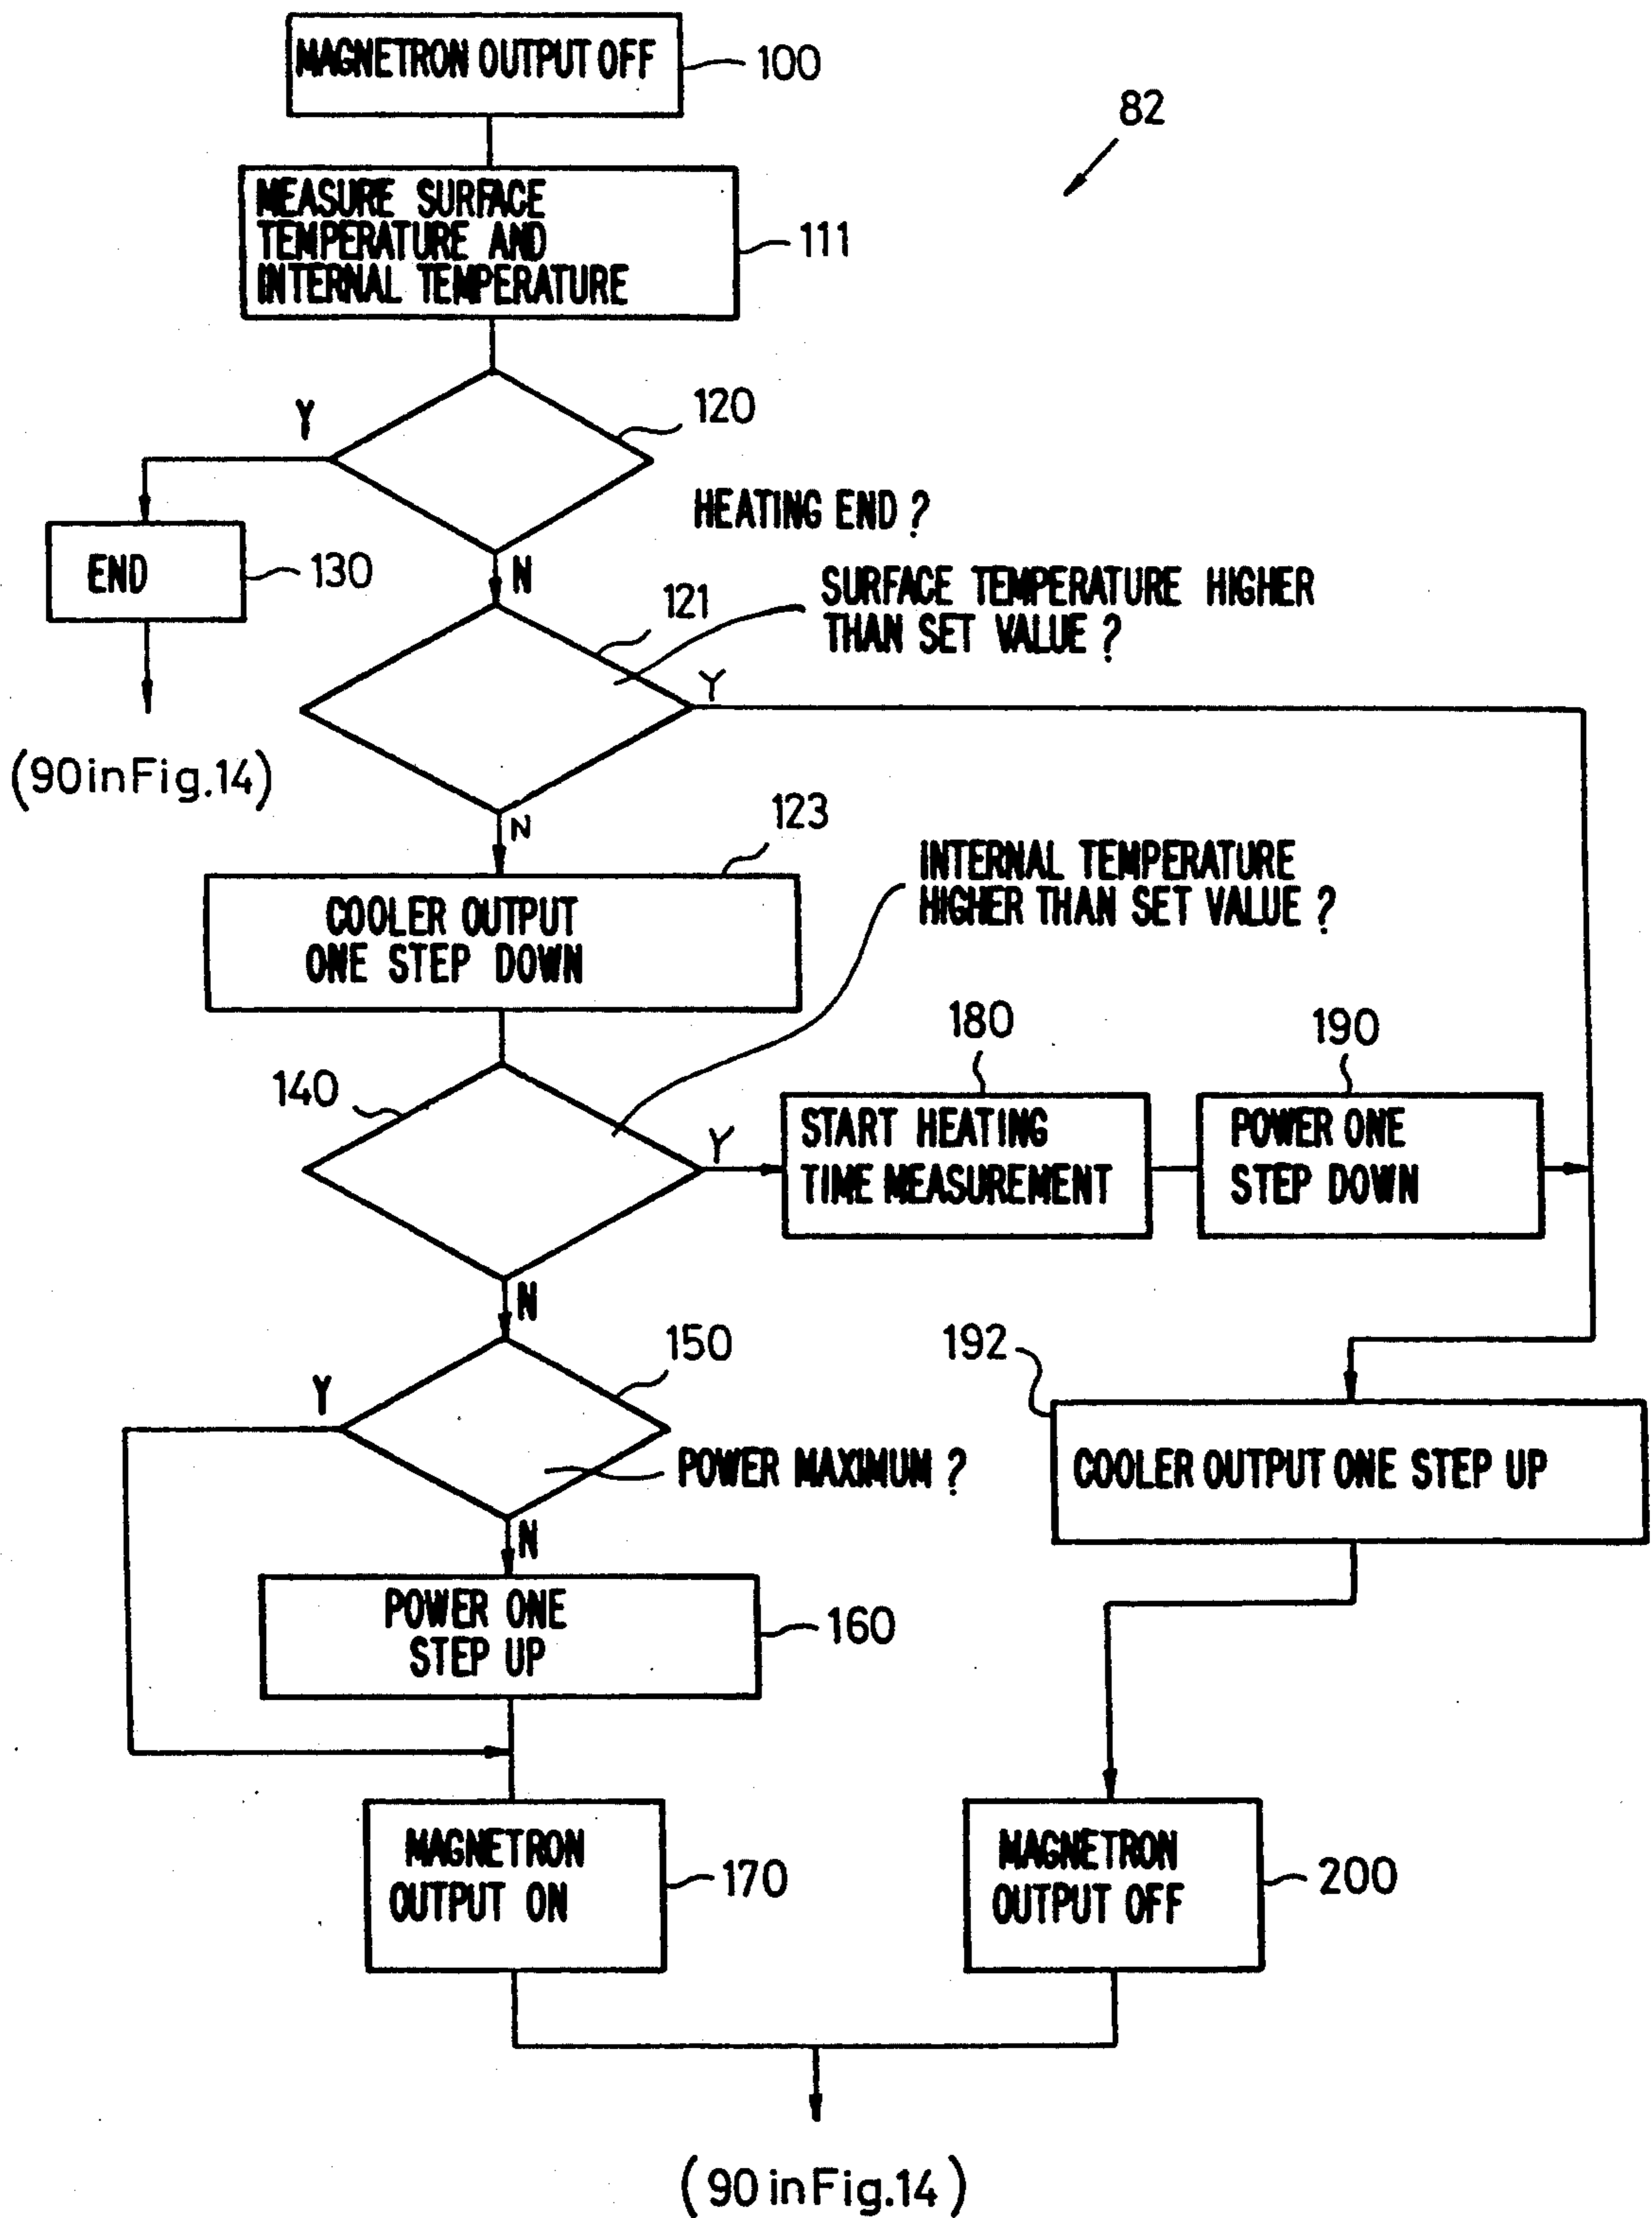 MAGNETRON OUTPUT OFF
100
82
MEASURE SURFACE
TEMPERATURE AND
INTERNAL TEMPERATURE
111
Y
120
HEATING END ?
END
130
N
121
SURFACE TEMPERATURE HIGHER
THAN SET VALUE ?
Y
(90 in Fig. 14)
N
123
COOLER OUTPUT
ONE STEP DOWN
INTERNAL TEMPERATURE
HIGHER THAN SET VALUE ?
140
Y
180
START HEATING
TIME MEASUREMENT
190
POWER ONE
STEP DOWN
N
150
Y
POWER MAXIMUM ?
192
COOLER OUTPUT ONE STEP UP
N
POWER ONE
STEP UP
160
MAGNETRON
OUTPUT ON
170
MAGNETRON
OUTPUT OFF
200
(90 in Fig. 14)